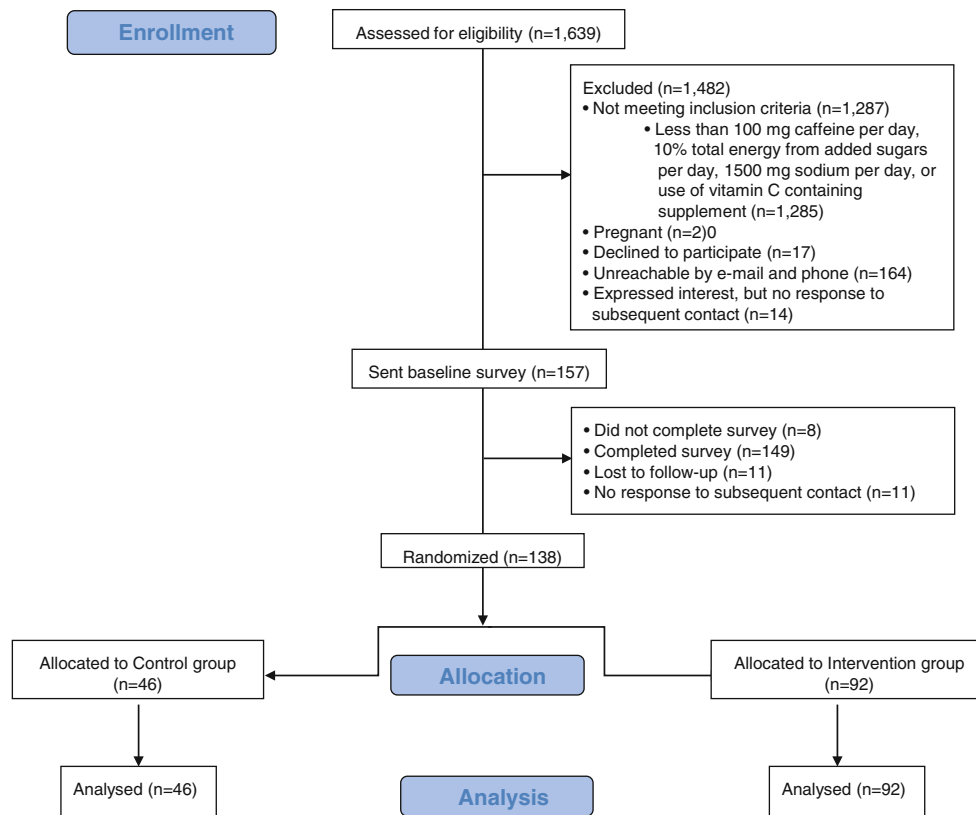 Enrollment
Assessed for eligibility (n=1,639)
Excluded (n=1,482)
• Not meeting inclusion criteria (n=1,287)
• Less than 100 mg caffeine per day,
10% total energy from added sugars
per day, 1500 mg sodium per day, or
use of vitamin C containing
supplement (n=1,285)
• Pregnant (n=2)0
• Declined to participate (n=17)
• Unreachable by e-mail and phone (n=164)
• Expressed interest, but no response to
subsequent contact (n=14)
Sent baseline survey (n=157)
• Did not complete survey (n=8)
• Completed survey (n=149)
• Lost to follow-up (n=11)
• No response to subsequent contact (n=11)
Randomized (n=138)
Allocated to Control group
(n=46)
Allocation
Allocated to Intervention group
(n=92)
Analysed (n=46)
Analysis
Analysed (n=92)